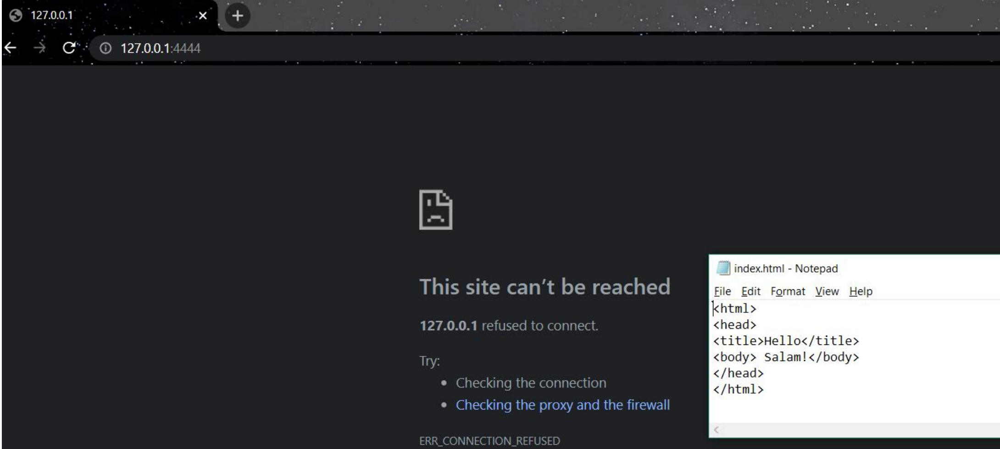 127.0.0.1
127.0.0.1:4444
This site can’t be reached
127.0.0.1 refused to connect.
Try:
• Checking the connection
• Checking the proxy and the firewall
ERR_CONNECTION_REFUSED
index.html - Notepad
File Edit Format View Help
<html>
<head>
<title>Hello</title>
<body> Salam!</body>
</head>
</html>